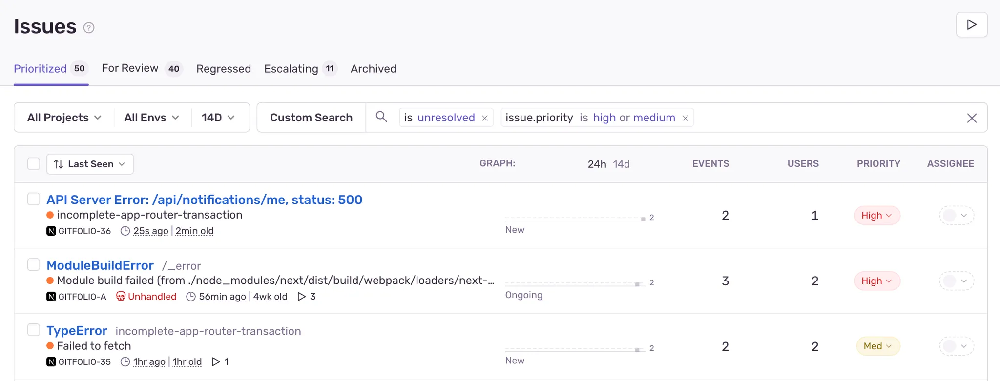 Issues ?
Prioritized 50 For Review 40 Regressed Escalating 11 Archived
All Projects All Envs 14D Custom Search is unresolved × issue.priority is high or medium ×
Last Seen GRAPH: 24h 14d EVENTS USERS PRIORITY ASSIGNEE
API Server Error: /api/notifications/me, status: 500
incomplete-app-router-transaction
N GITFOLIO-36 25s ago | 2min old
2
New
2 1 High
ModuleBuildError /_error
Module build failed (from ./node_modules/next/dist/build/webpack/loaders/next-…
N GITFOLIO-A Unhandled 56min ago | 4wk old 3
2
Ongoing
3 2 High
TypeError incomplete-app-router-transaction
Failed to fetch
N GITFOLIO-35 1hr ago | 1hr old 1
2
New
2 2 Med